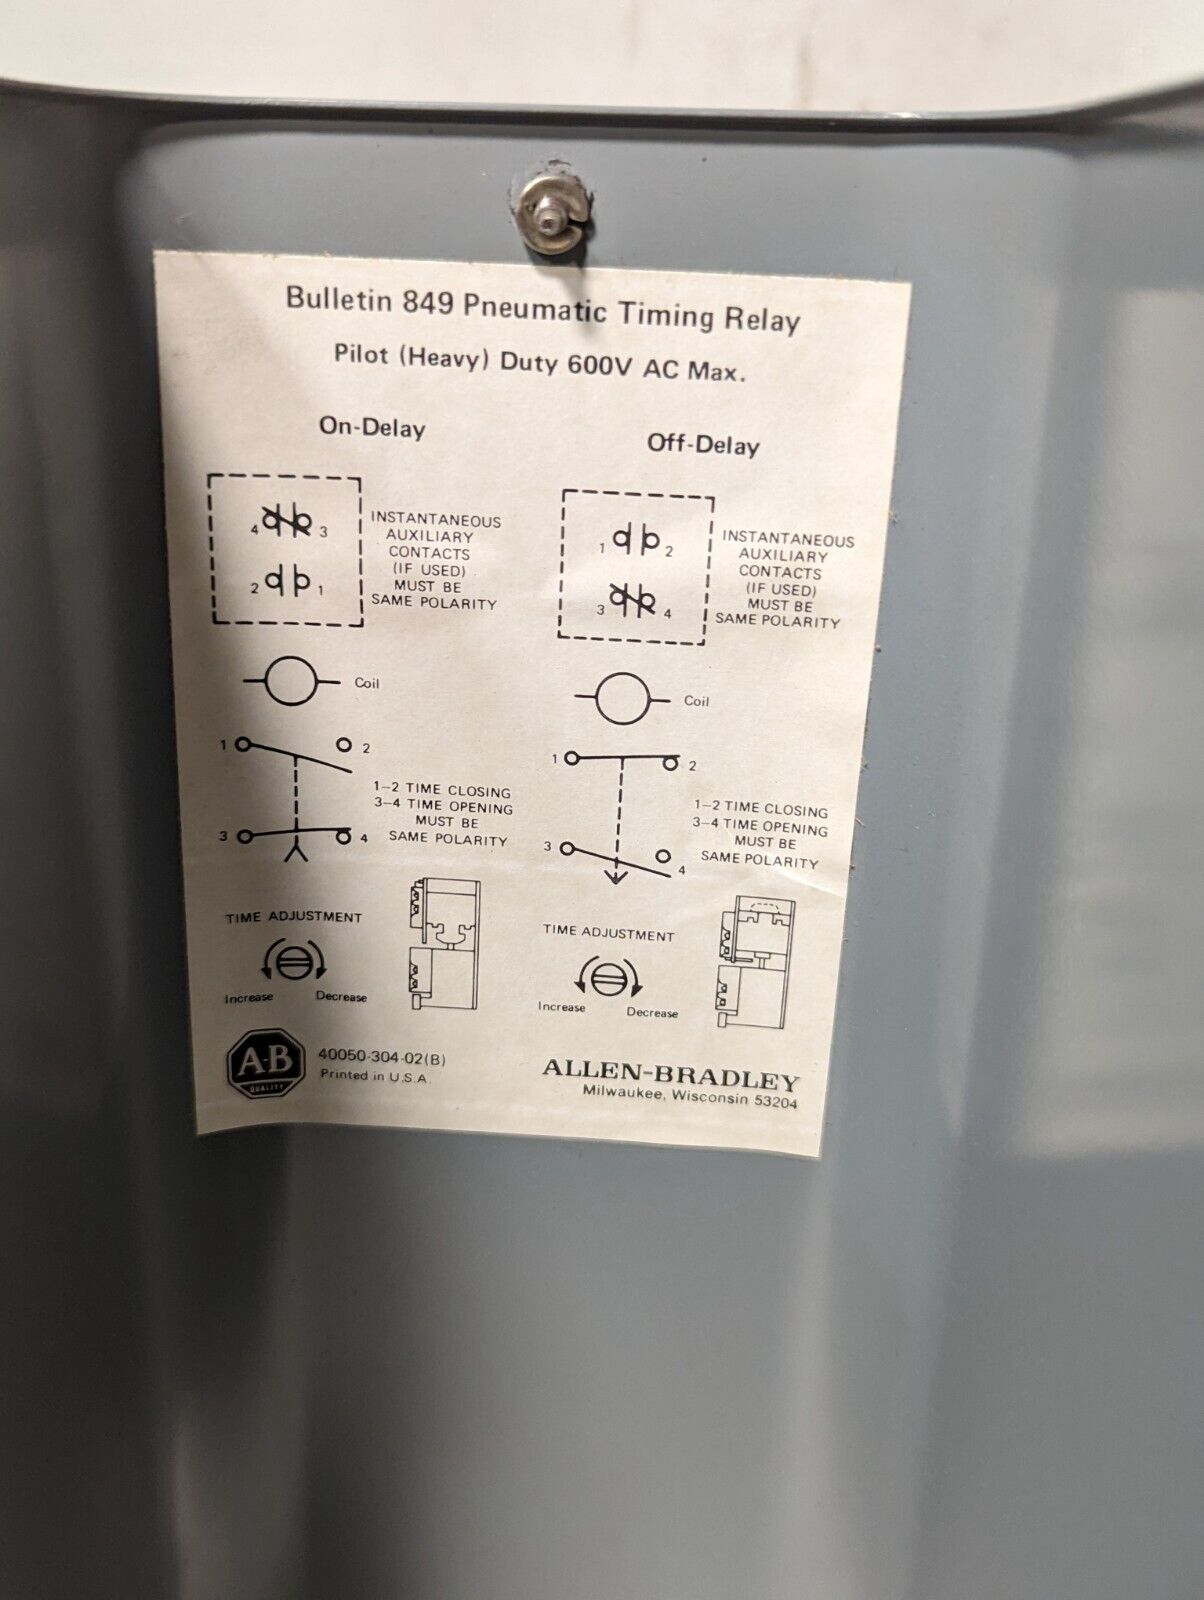 Bulletin 849 Pneumatic Timing Relay
Pilot (Heavy) Duty 600V AC Max.
On-Delay
4 3
2 1
INSTANTANEOUS
AUXILIARY
CONTACTS
(IF USED)
MUST BE
SAME POLARITY
Coil
1 2
3 4
1-2 TIME CLOSING
3-4 TIME OPENING
MUST BE
SAME POLARITY
TIME ADJUSTMENT
Increase Decrease
Off-Delay
1 2
3 4
INSTANTANEOUS
AUXILIARY
CONTACTS
(IF USED)
MUST BE
SAME POLARITY
Coil
1 2
3 4
1-2 TIME CLOSING
3-4 TIME OPENING
MUST BE
SAME POLARITY
TIME ADJUSTMENT
Increase Decrease
A-B
QUALITY
40050-304-02(B)
Printed in U.S.A.
ALLEN-BRADLEY
Milwaukee, Wisconsin 53204